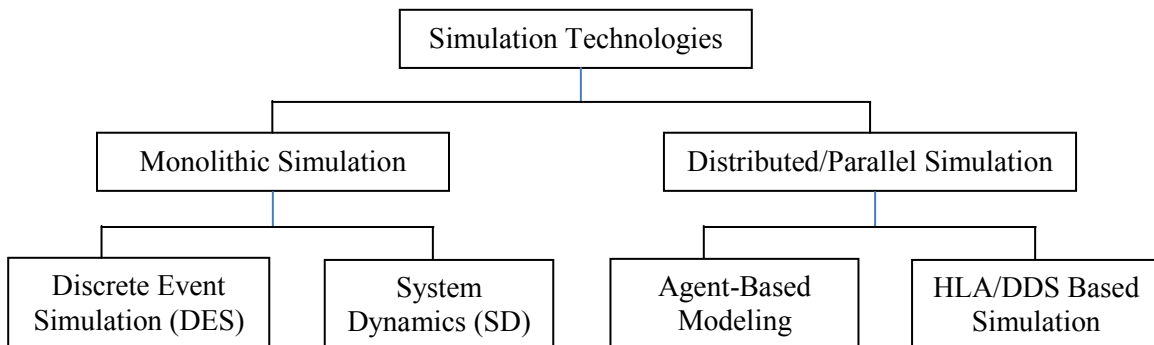 Simulation Technologies
Monolithic Simulation
Distributed/Parallel Simulation
Discrete Event
Simulation (DES)
System
Dynamics (SD)
Agent-Based
Modeling
HLA/DDS Based
Simulation